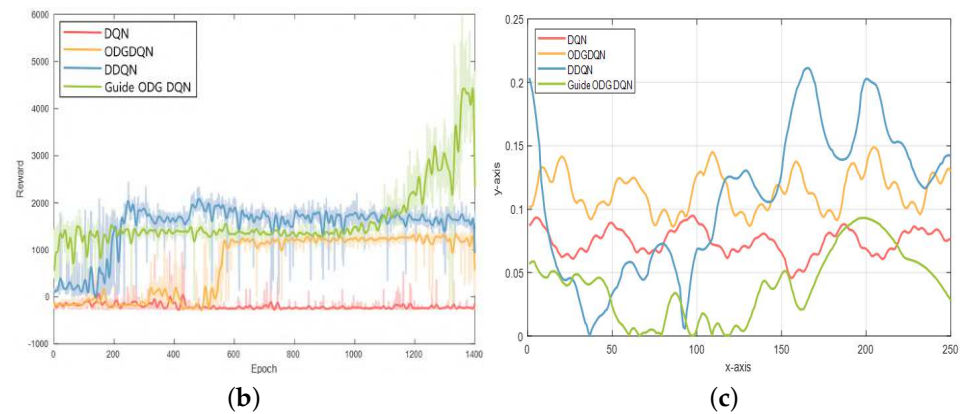 6000
5000
4000
3000
2000
1000
0
-1000
Reward
DQN
ODGDQN
DDQN
Guide ODG DQN
0 200 400 600 800 1000 1200 1400
Epoch
(b)
0.25
0.2
0.15
0.1
0.05
0
y-axis
DQN
ODGDQN
DDQN
Guide ODG DQN
0 50 100 150 200 250
x-axis
(c)